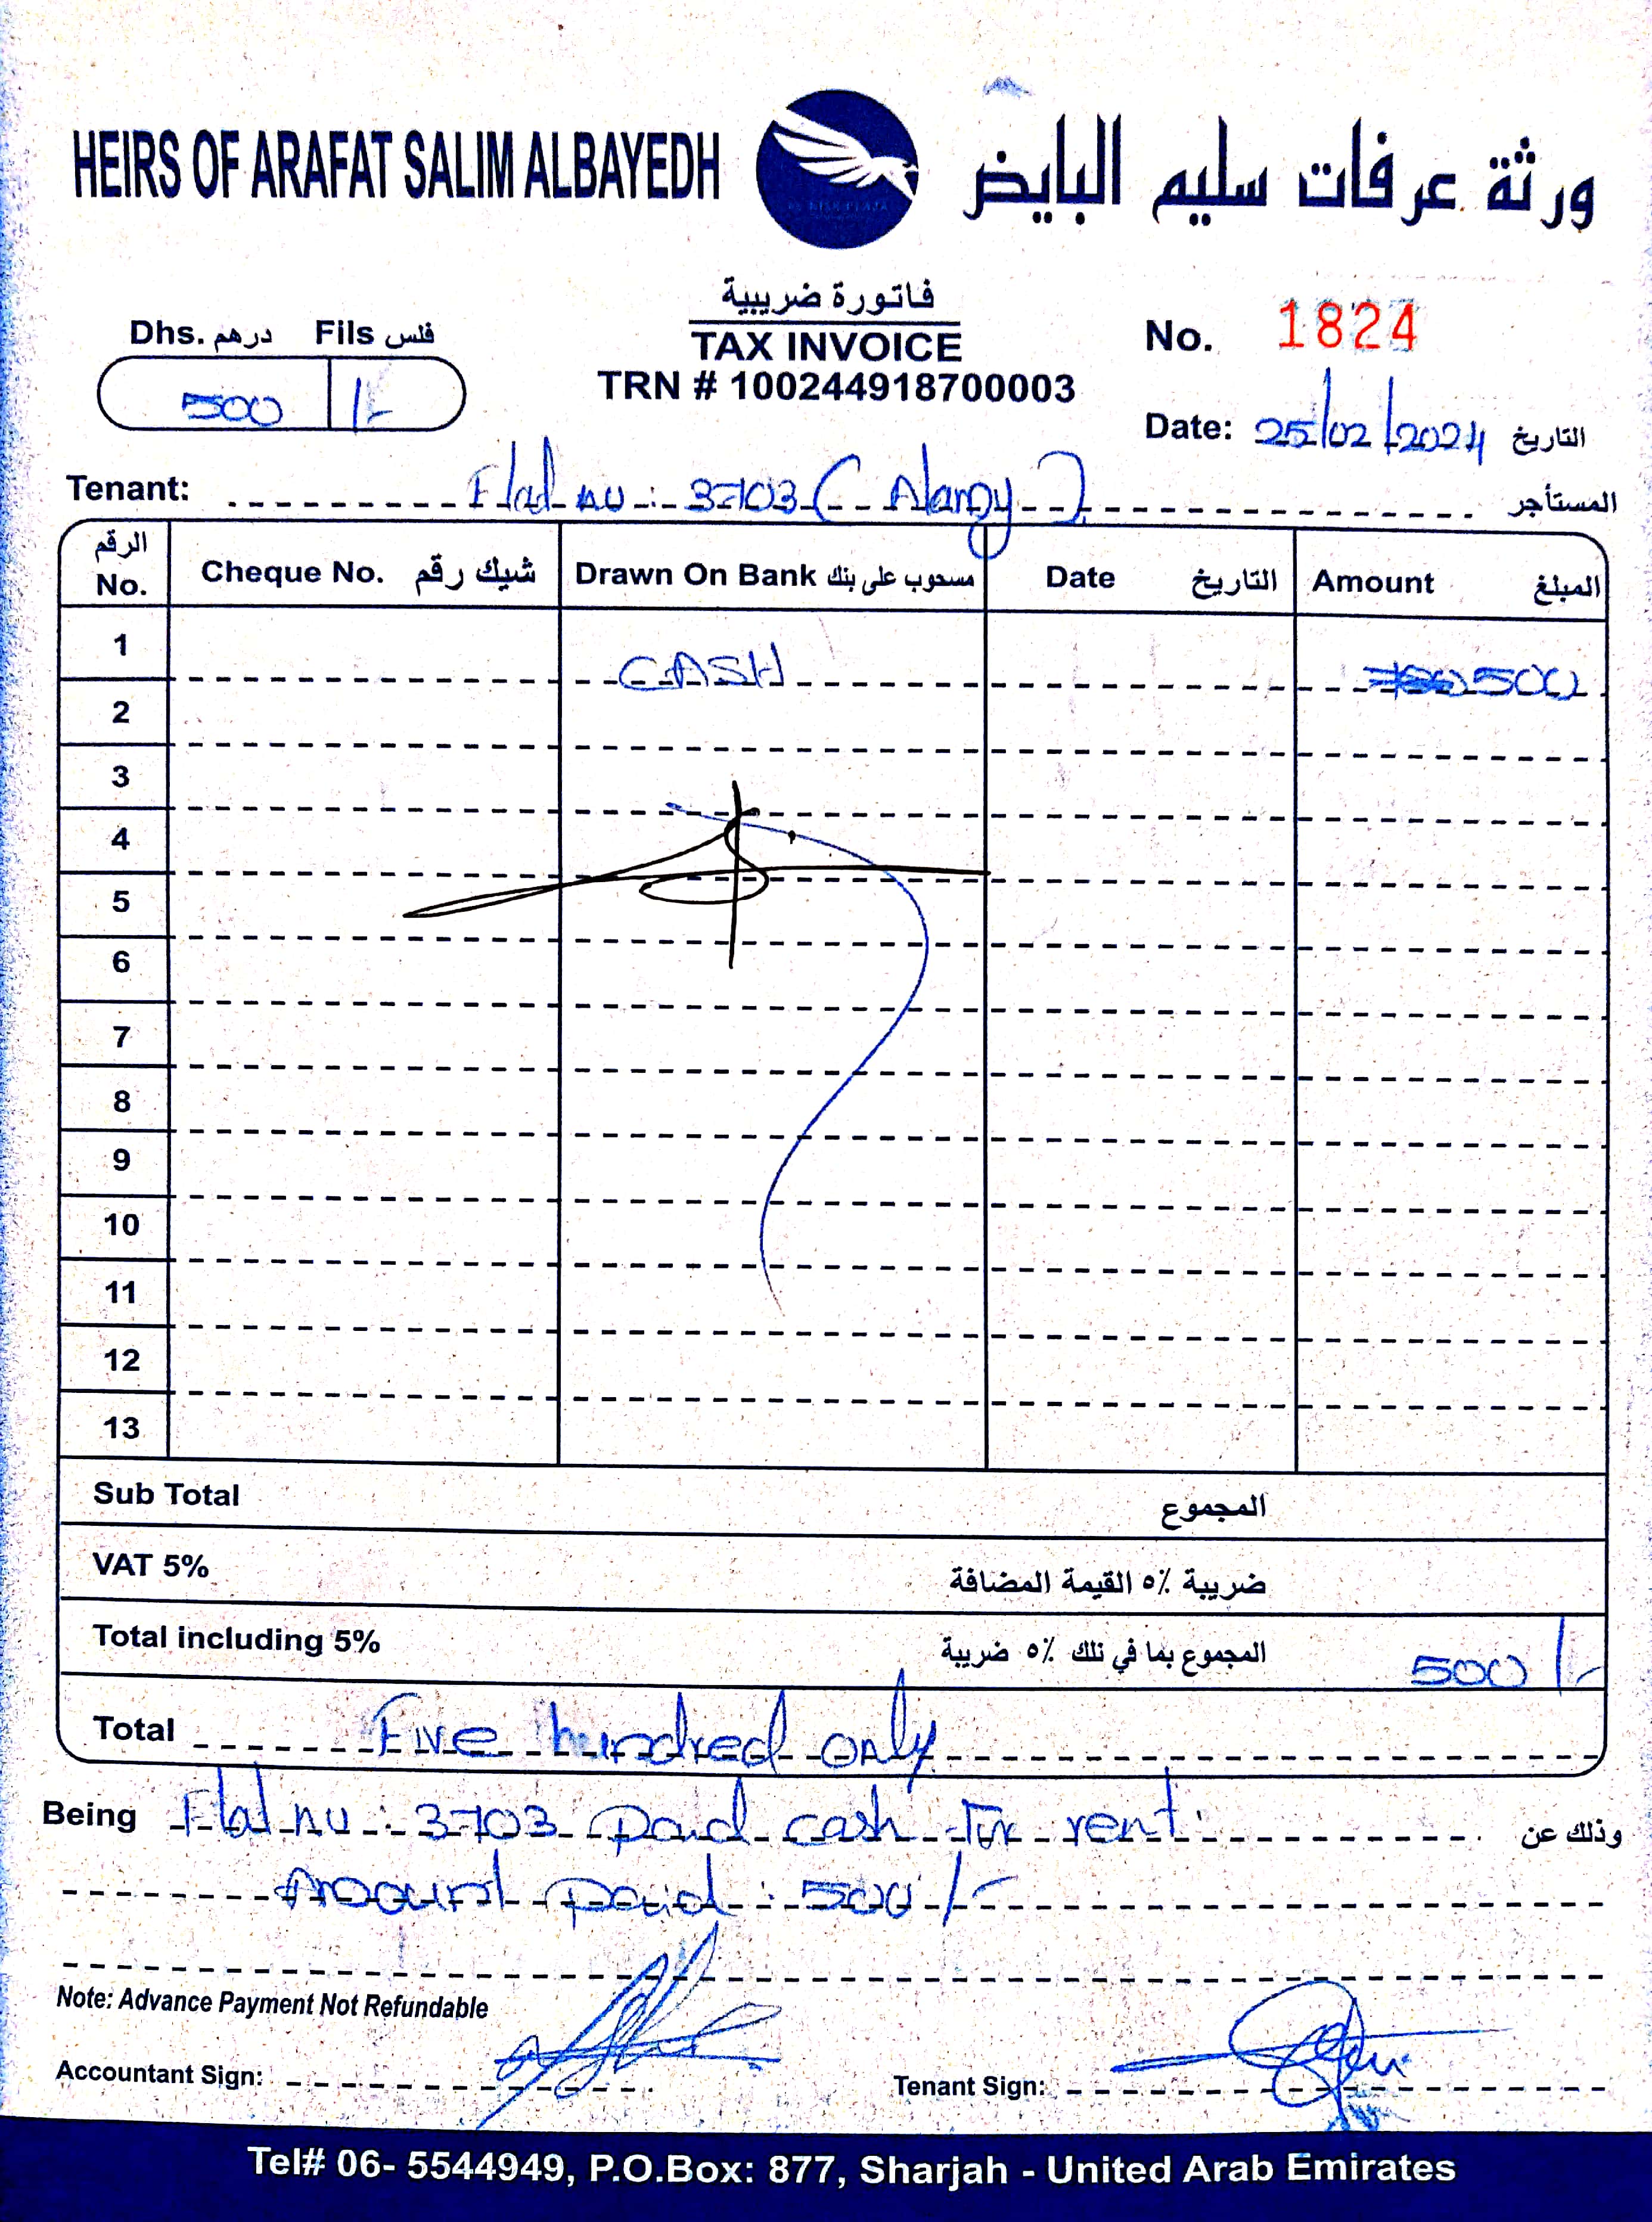 HEIRS OF ARAFAT SALIM ALBAYEDH ورثة عرفات سليم البايض
فاتورة ضريبية
Dhs. درهم Fils فلس
TAX INVOICE
No. 1824
500 /-
TRN # 100244918700003
Date: 25/02/2024 التاريخ
Tenant: Flat no: 3703 ( ) المستأجر
الرقم No. Cheque No. شيك رقم Drawn On Bank مسحوب على بنك Date التاريخ Amount المبلغ
1 CASH 500
2
3
4
5
6
7
8
9
10
11
12
13
Sub Total المجموع
VAT 5% ضريبة ٥٪ القيمة المضافة
Total including 5% المجموع بما في ذلك ٥٪ ضريبة 500/-
Total Five hundred only
Being Flat no: 3703 paid cash for rent. وذلك عن
Amount paid: 500/-
Note: Advance Payment Not Refundable
Accountant Sign:
Tenant Sign:
Tel# 06- 5544949, P.O.Box: 877, Sharjah - United Arab Emirates